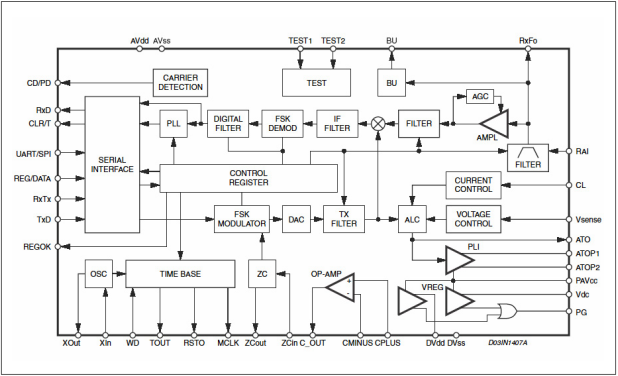 AVdd AVss TEST1 TEST2 BU RxFo
CD/PD
CARRIER
DETECTION
TEST
BU
AGC
RxD
CLR/T
PLL
DIGITAL
FILTER
FSK
DEMOD
IF
FILTER
FILTER
AMPL
UART/SPI
SERIAL
INTERFACE
FILTER
RAI
REG/DATA
CONTROL
REGISTER
CURRENT
CONTROL
CL
RxTx
TxD
FSK
MODULATOR
DAC
TX
FILTER
ALC
VOLTAGE
CONTROL
Vsense
REGOK
ATO
PLI
ATOP1
ATOP2
OSC
TIME BASE
ZC
OP-AMP
+
-
VREG
PAVcc
Vdc
PG
XOut XIn WD TOUT RSTO MCLK ZCout ZCin C_OUT CMINUS CPLUS DVdd DVss D03IN1407A